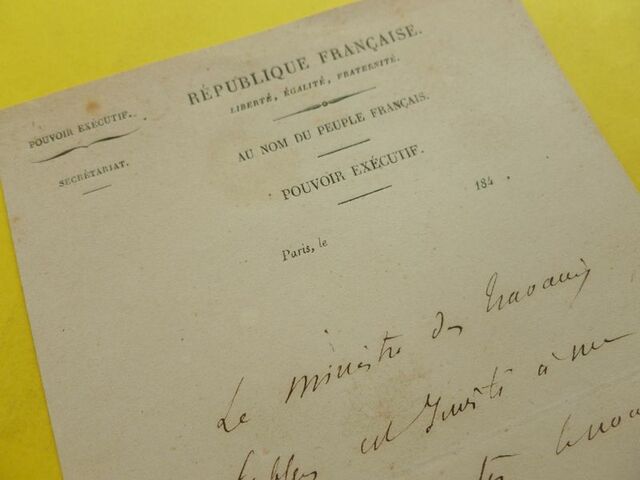 RÉPUBLIQUE FRANÇAISE.
LIBERTÉ, ÉGALITÉ, FRATERNITÉ.
POUVOIR EXÉCUTIF.
SECRÉTARIAT.
AU NOM DU PEUPLE FRANÇAIS.
POUVOIR EXÉCUTIF.
Paris, le 184 .
Le ministre des travaux
est Invité à me